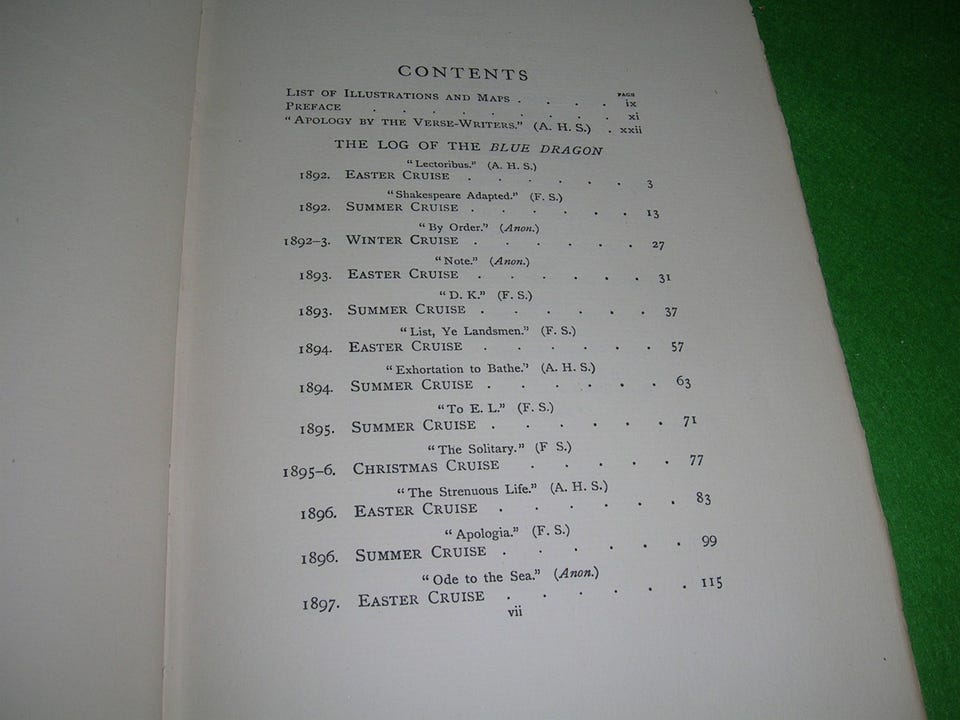 CONTENTS
PAGE
LIST OF ILLUSTRATIONS AND MAPS . . . . ix
PREFACE . . . . . . . . xi
"APOLOGY BY THE VERSE-WRITERS." (A. H. S.) . xxii
THE LOG OF THE BLUE DRAGON
"Lectoribus." (A. H. S.)
1892. EASTER CRUISE . . . . . . 3
"Shakespeare Adapted." (F. S.)
1892. SUMMER CRUISE . . . . . . 13
"By Order." (Anon.)
1892-3. WINTER CRUISE . . . . . . 27
"Note." (Anon.)
1893. EASTER CRUISE . . . . . . 31
"D. K." (F. S.)
1893. SUMMER CRUISE . . . . . . 37
"List, Ye Landsmen." (F. S.)
1894. EASTER CRUISE . . . . . . 57
"Exhortation to Bathe." (A. H. S.)
1894. SUMMER CRUISE . . . . . . 63
"To E. L." (F. S.)
1895. SUMMER CRUISE . . . . . . 71
"The Solitary." (F S.)
1895-6. CHRISTMAS CRUISE . . . . . 77
"The Strenuous Life." (A. H. S.)
1896. EASTER CRUISE . . . . . . 83
"Apologia." (F. S.)
1896. SUMMER CRUISE . . . . . . 99
"Ode to the Sea." (Anon.)
1897. EASTER CRUISE . . . . . . 115
vii